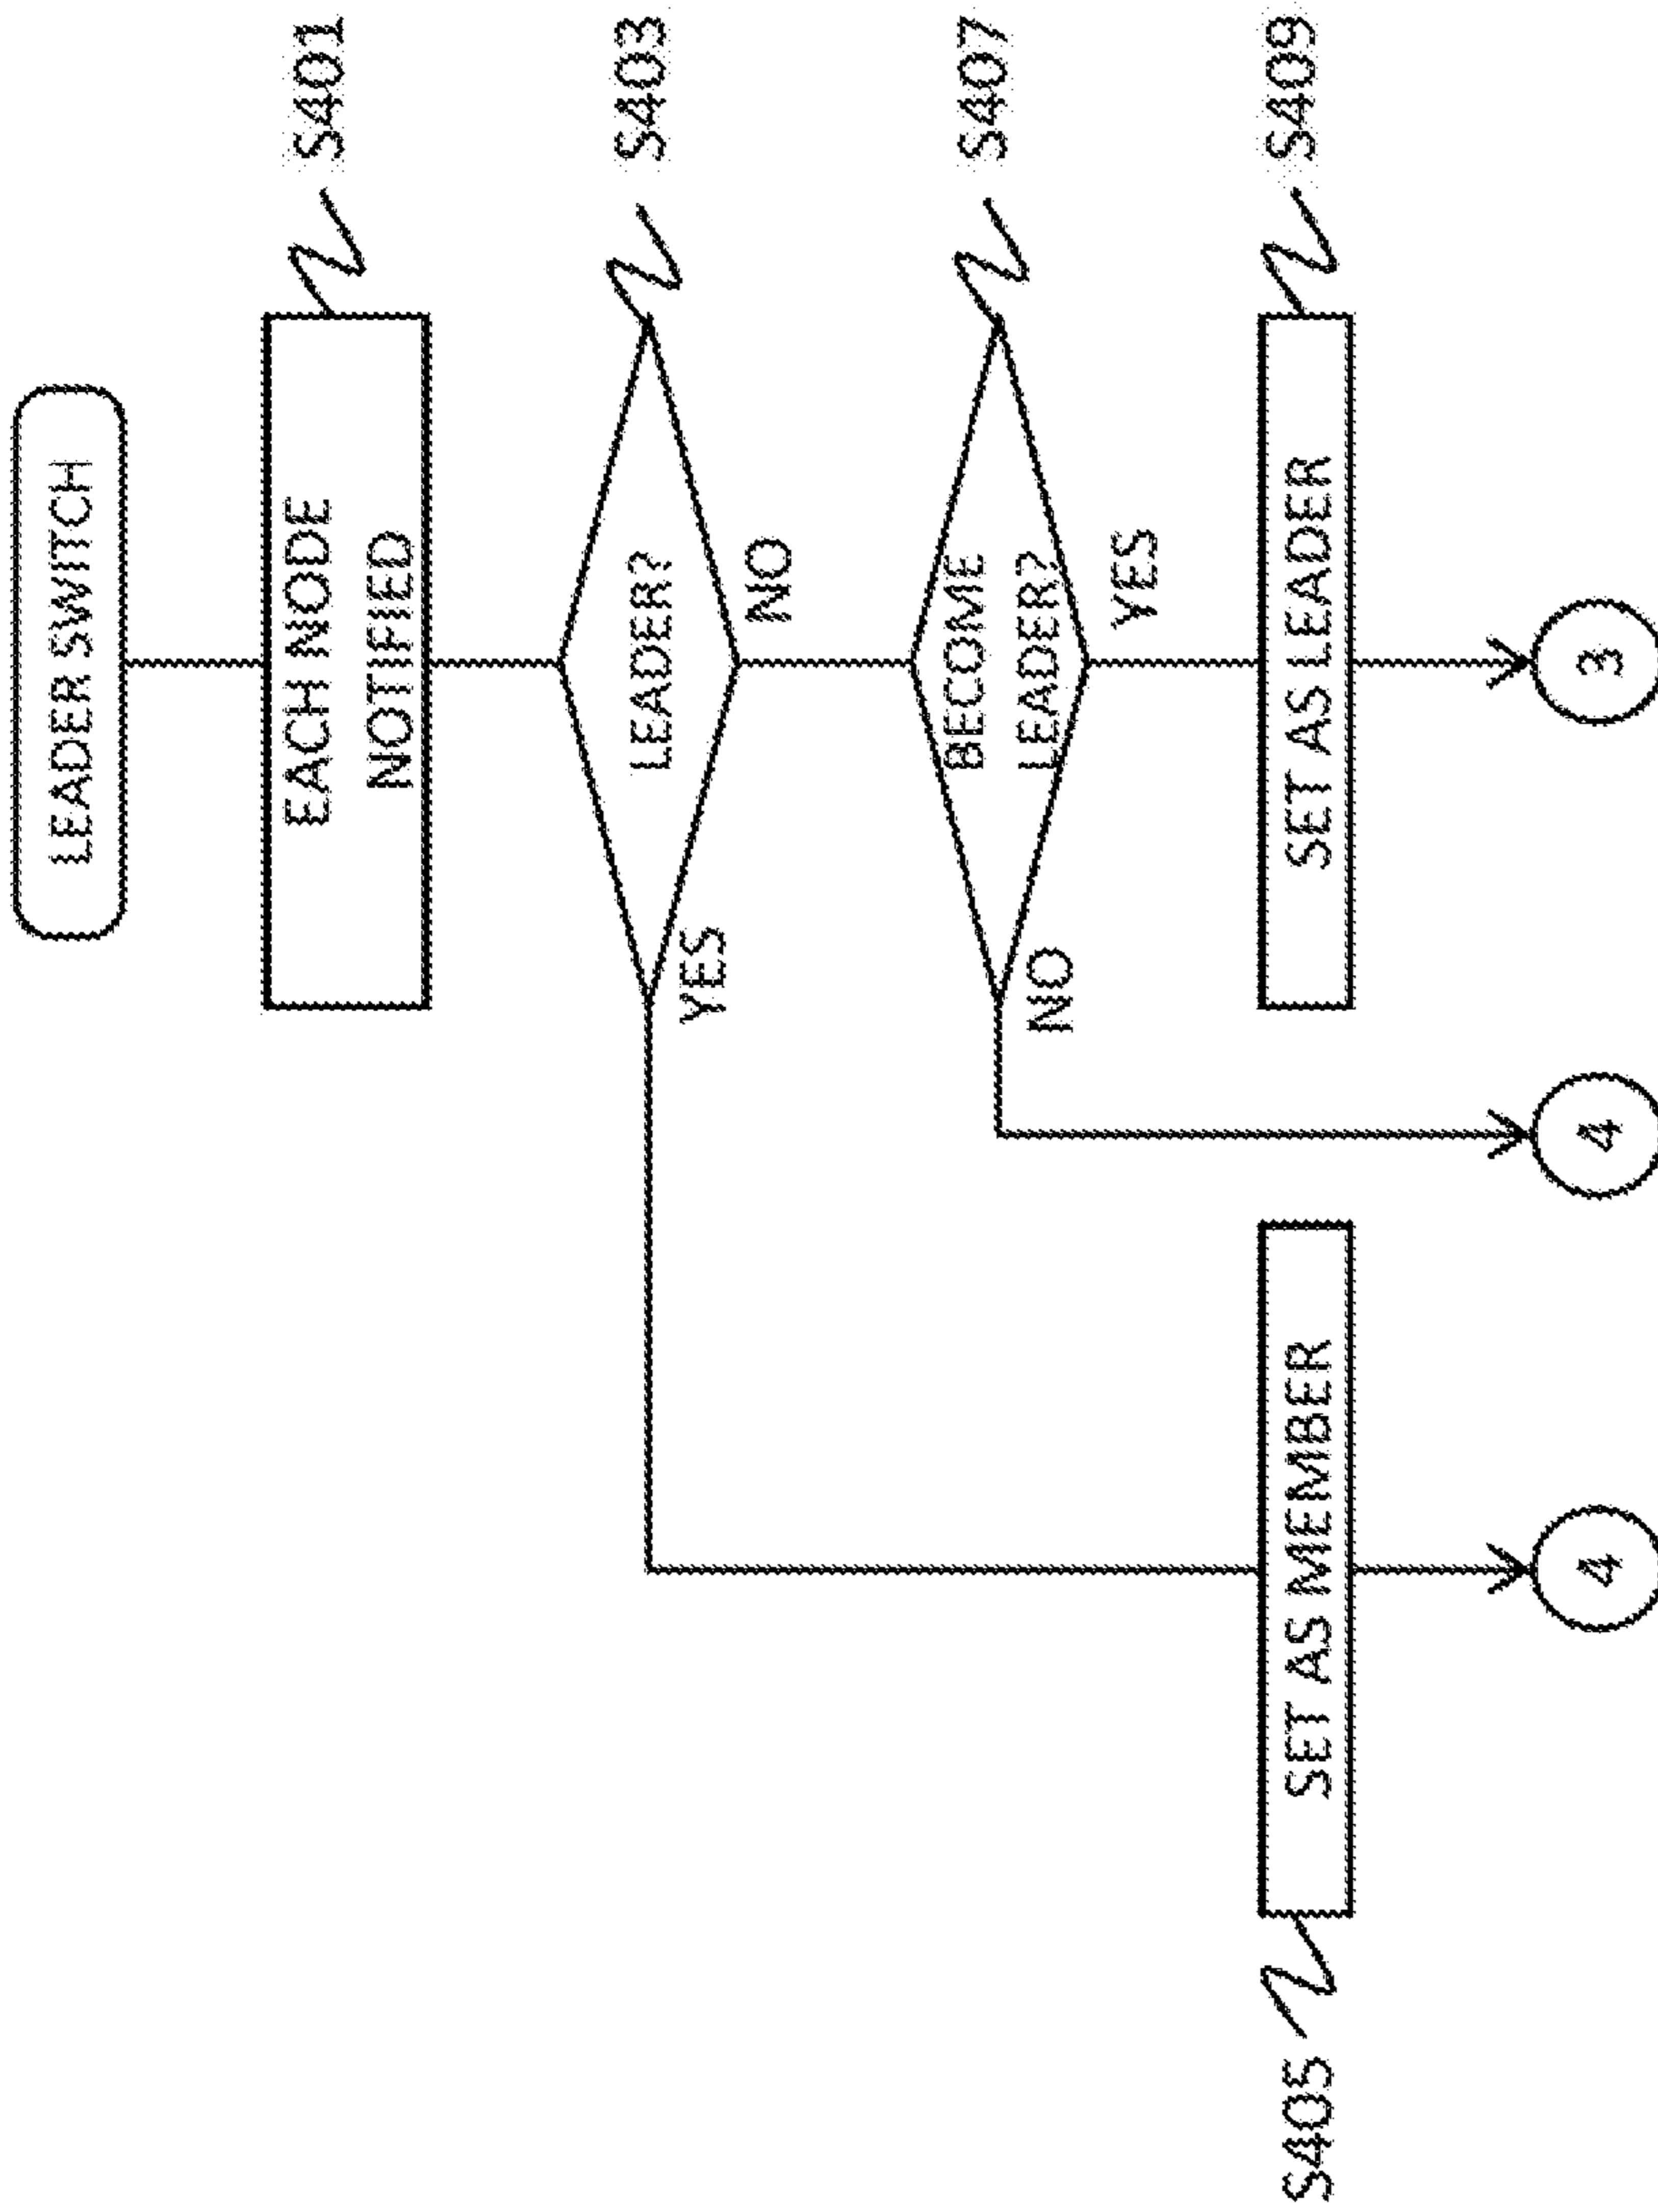 LEADER SWITCH
EACH NODE
NOTIFIED
S401
LEADER?
S403
YES
NO
BECOME
LEADER?
S407
NO
YES
S405
SET AS MEMBER
SET AS LEADER
S409
4
4
3